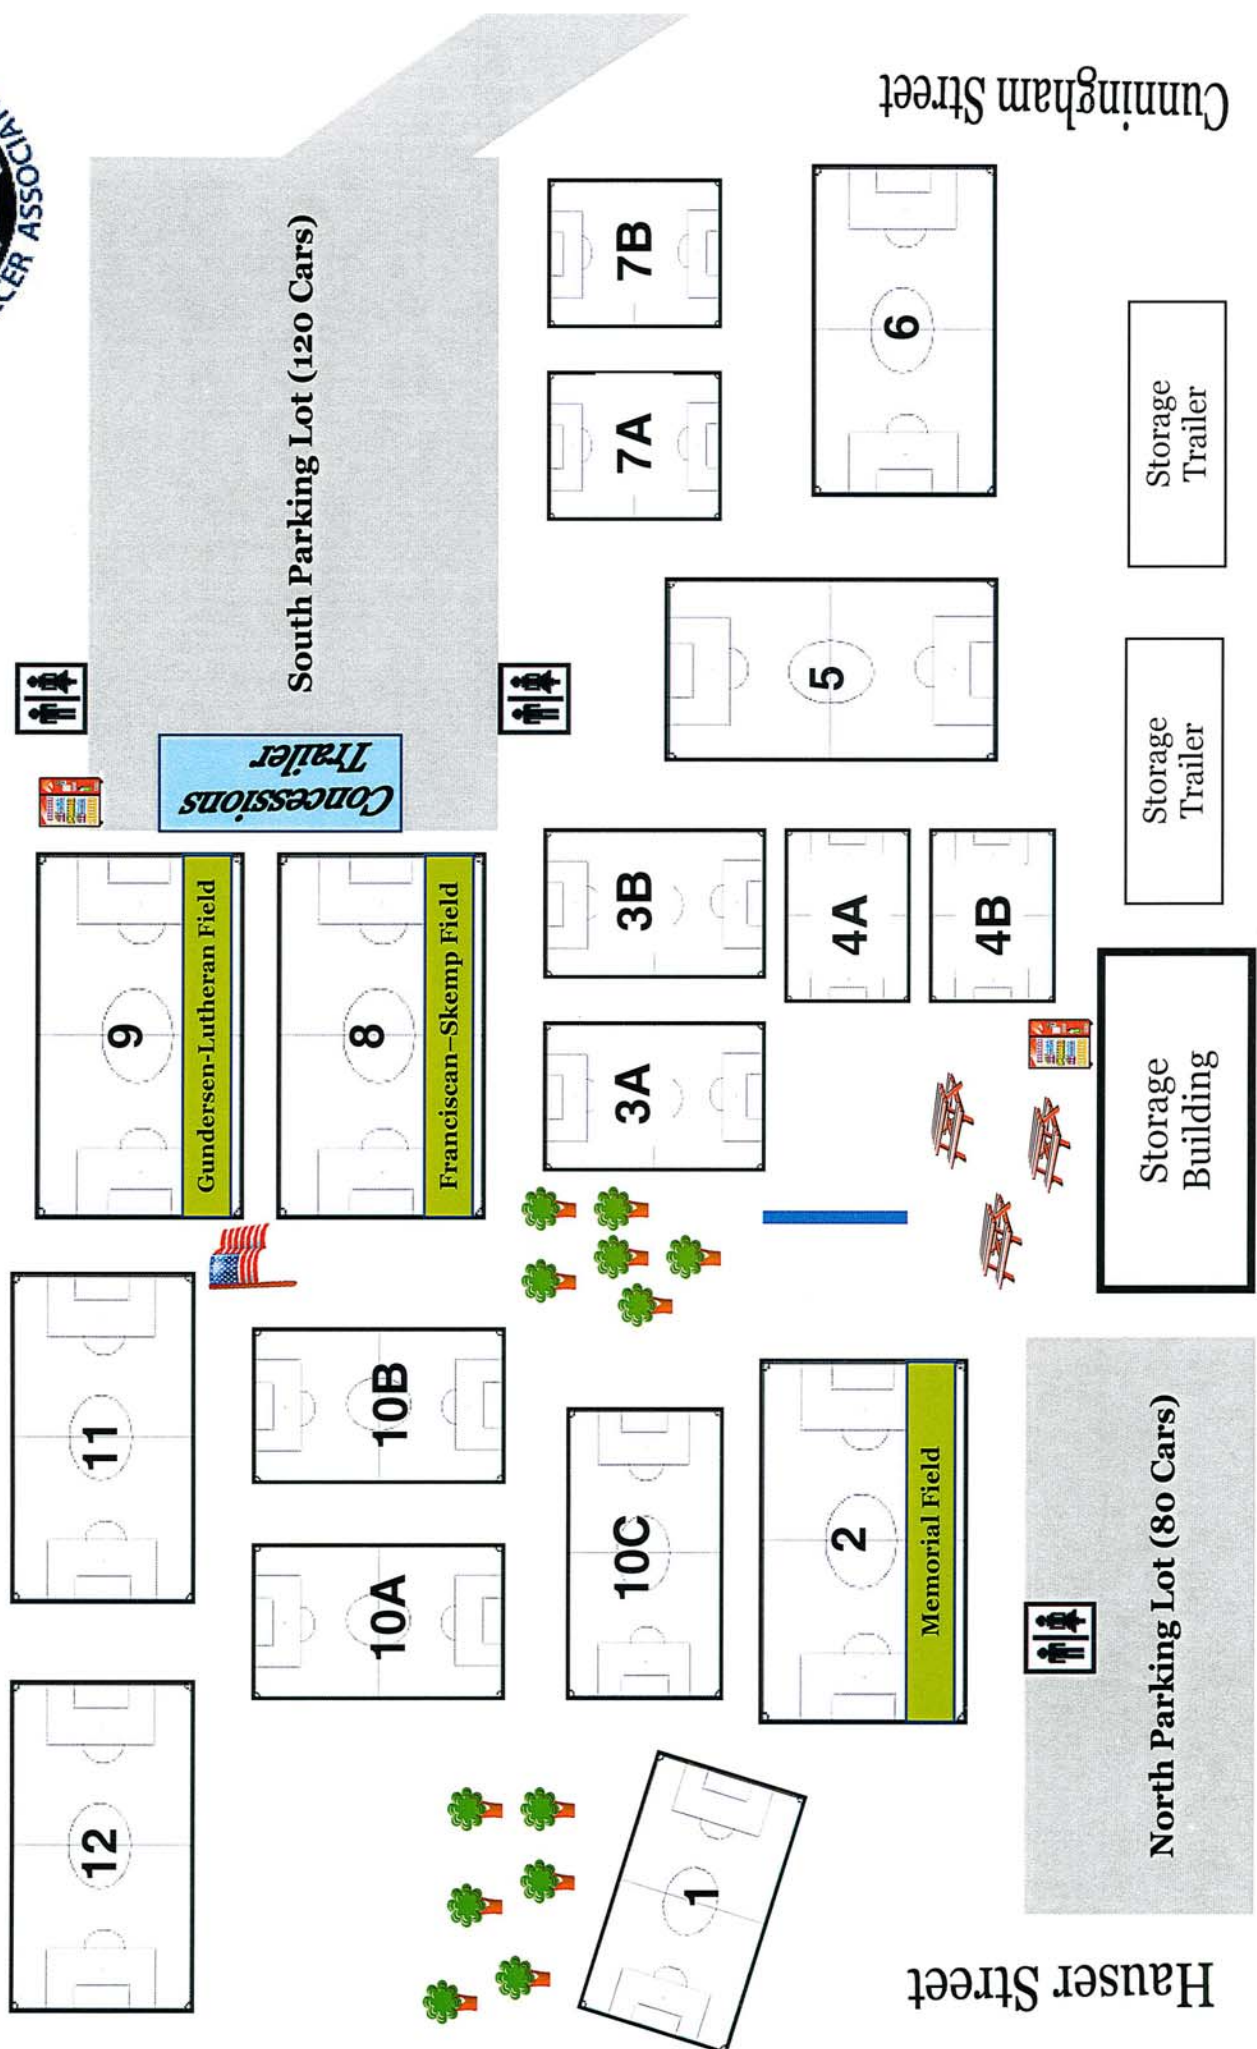 CER ASSOCIA
Cunningham Street
South Parking Lot (120 Cars)
7B
7A
6
5
Storage
Trailer
Storage
Trailer
Concessions
Trailer
9
Gundersen-Lutheran Field
8
Franciscan-Skemp Field
3B
3A
4A
4B
Storage
Building
11
10B
10A
10C
2
Memorial Field
12
1
North Parking Lot (80 Cars)
Hauser Street